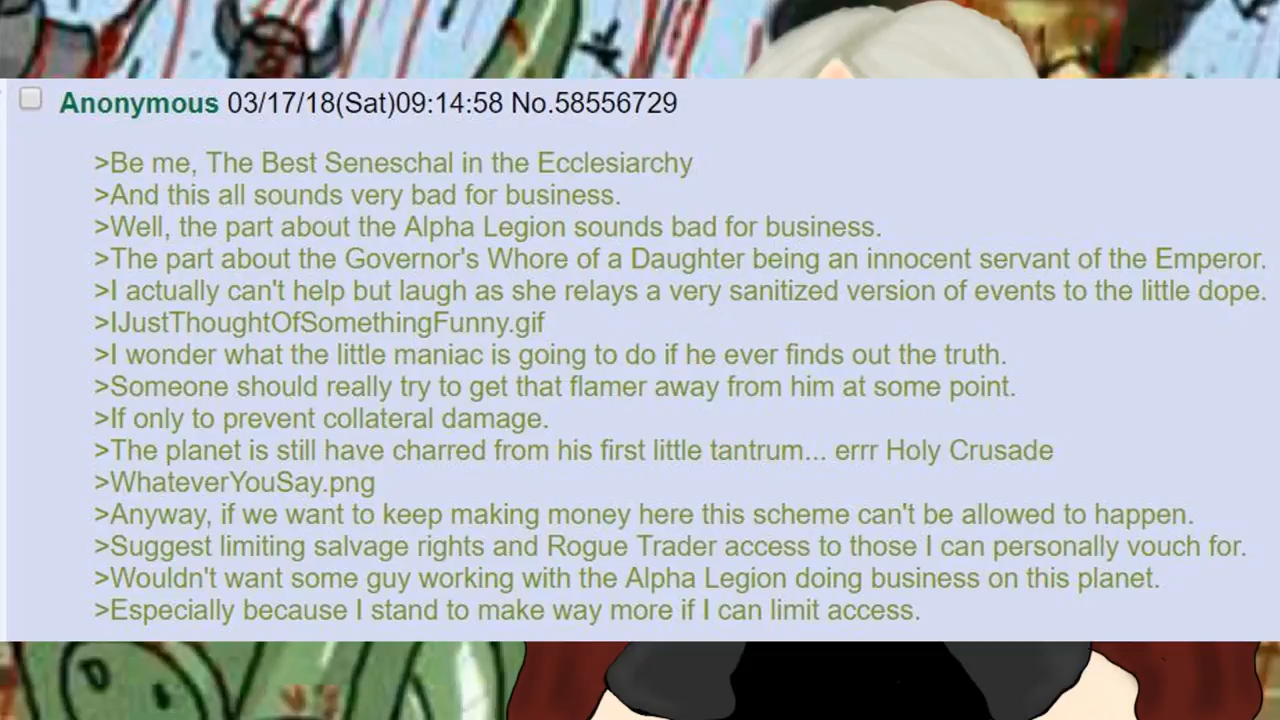 Anonymous 03/17/18(Sat)09:14:58 No.58556729
>Be me, The Best Seneschal in the Ecclesiarchy
>And this all sounds very bad for business.
>Well, the part about the Alpha Legion sounds bad for business.
>The part about the Governor's Whore of a Daughter being an innocent servant of the Emperor.
>I actually can't help but laugh as she relays a very sanitized version of events to the little dope.
>IJustThoughtOfSomethingFunny.gif
>I wonder what the little maniac is going to do if he ever finds out the truth.
>Someone should really try to get that flamer away from him at some point.
>If only to prevent collateral damage.
>The planet is still have charred from his first little tantrum... errr Holy Crusade
>WhateverYouSay.png
>Anyway, if we want to keep making money here this scheme can't be allowed to happen.
>Suggest limiting salvage rights and Rogue Trader access to those I can personally vouch for.
>Wouldn't want some guy working with the Alpha Legion doing business on this planet.
>Especially because I stand to make way more if I can limit access.